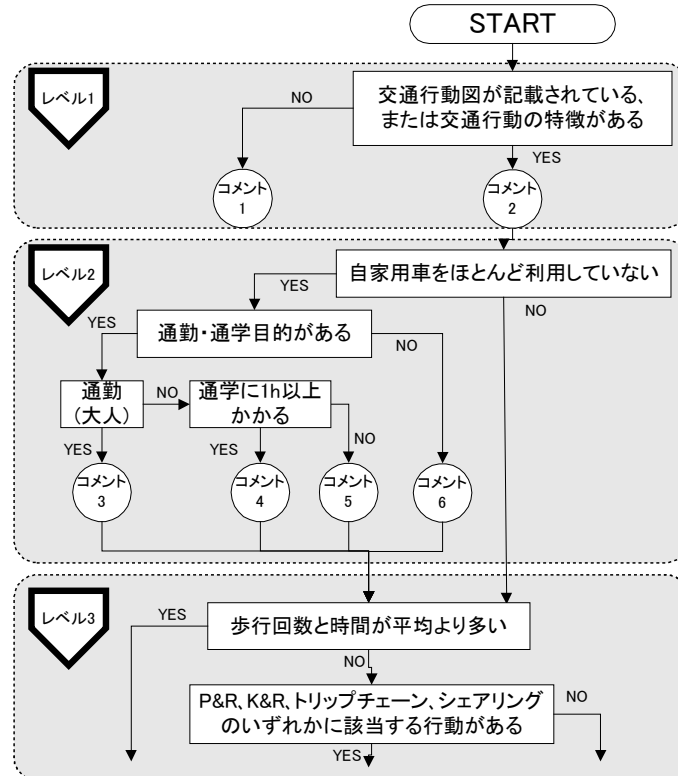 START
レベル1
NO
交通行動図が記載されている、
または交通行動の特徴がある
YES
コメント
1
コメント
2
レベル2
自家用車をほとんど利用していない
YES
NO
通勤・通学目的がある
YES
NO
通勤
(大人)
NO
通学に1h以上
かかる
YES
YES
NO
コメント
3
コメント
4
コメント
5
コメント
6
レベル3
YES
歩行回数と時間が平均より多い
NO
P&R、K&R、トリップチェーン、シェアリング
のいずれかに該当する行動がある
NO
YES